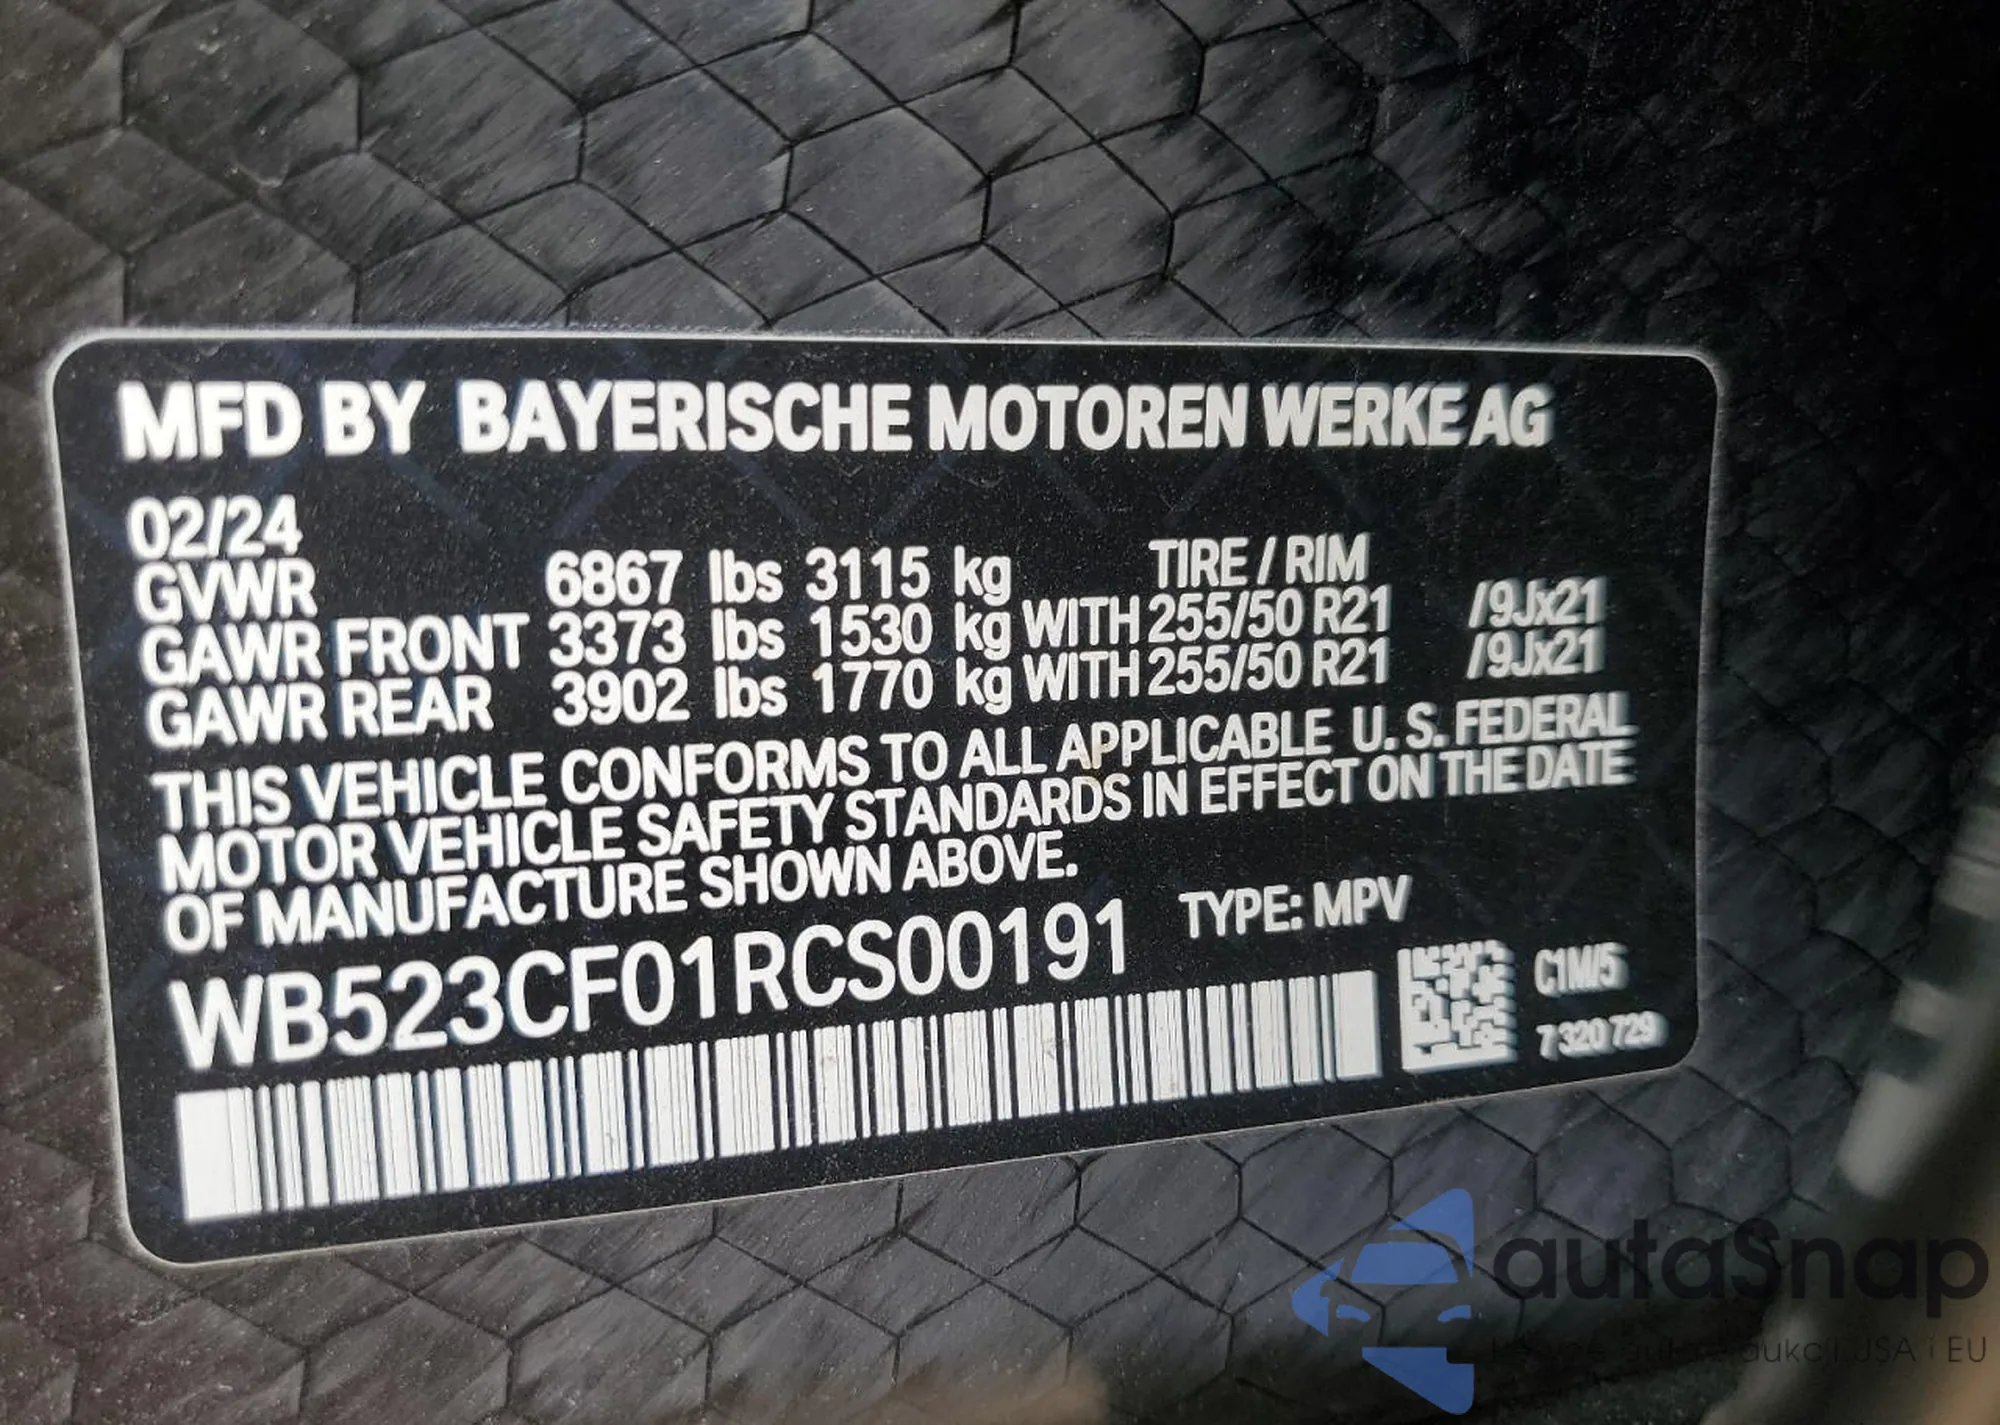 MFD BY BAYERISCHE MOTOREN WERKE AG
02/24 TIRE / RIM
GVWR 6867 lbs 3115 kg
GAWR FRONT 3373 lbs 1530 kg WITH 255/50 R21 /9Jx21
GAWR REAR 3902 lbs 1770 kg WITH 255/50 R21 /9Jx21
THIS VEHICLE CONFORMS TO ALL APPLICABLE U. S. FEDERAL
MOTOR VEHICLE SAFETY STANDARDS IN EFFECT ON THE DATE
OF MANUFACTURE SHOWN ABOVE.
WB523CF01RCS00191 TYPE: MPV
C1M/5
7 320 729
autaSnap
USA i EU